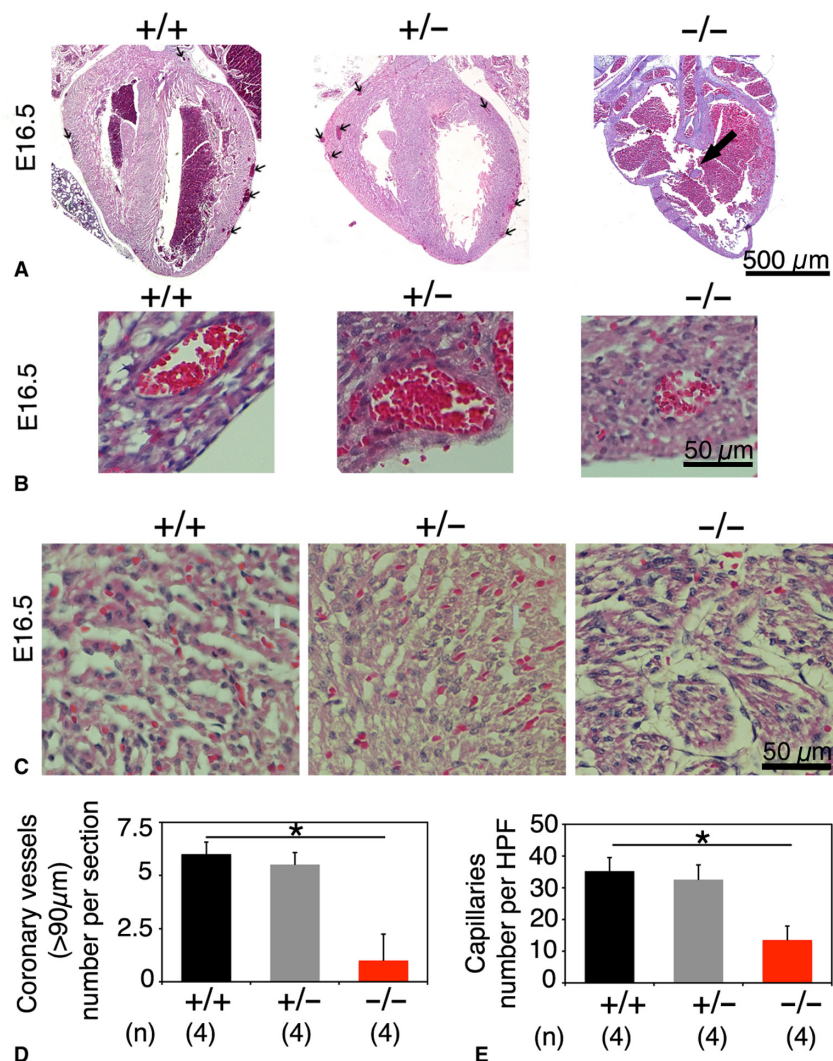 +/+ +/− −/−
E16.5
500 µm
A
+/+ +/− −/−
E16.5
50 µm
B
+/+ +/− −/−
E16.5
50 µm
C
Coronary vessels
(>90µm)
number per section
7.5
5
2.5
0
*
+/+ +/− −/−
(n) (4) (4) (4)
D
Capillaries
number per HPF
50
40
30
20
10
0
*
+/+ +/− −/−
(n) (4) (4) (4)
E